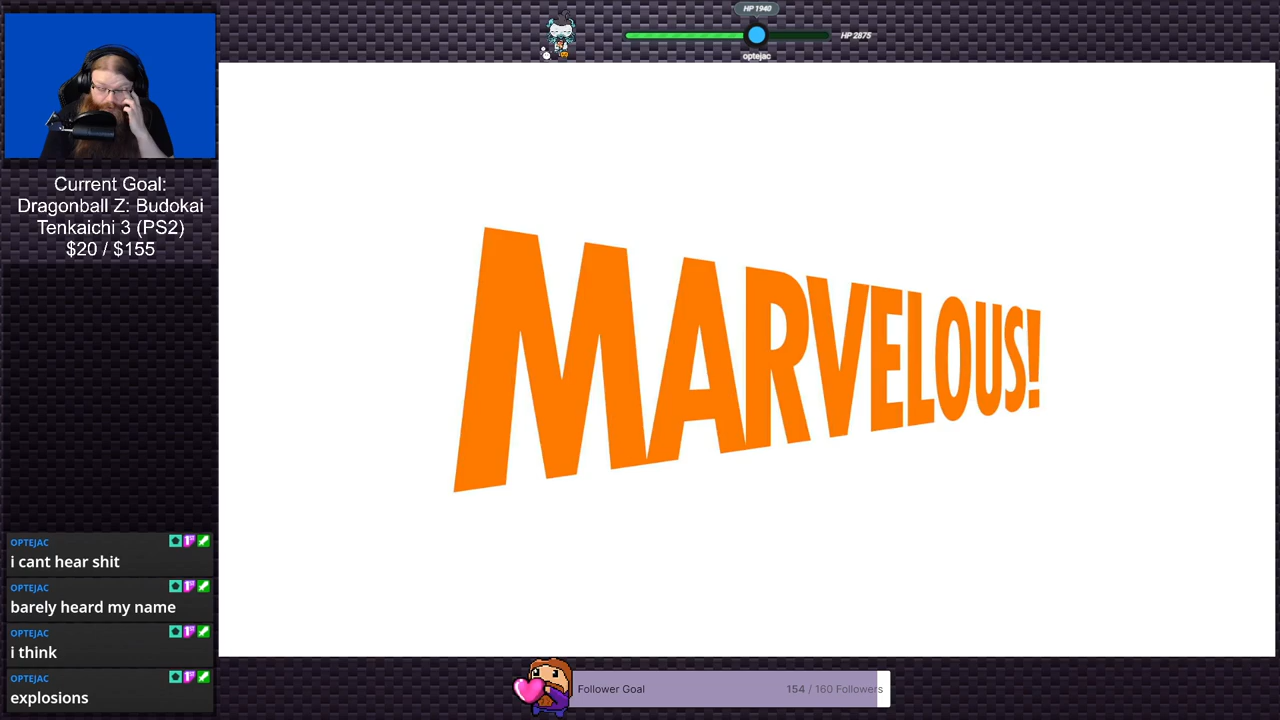 HP 1940
HP 2875
optejac
Current Goal:
Dragonball Z: Budokai
Tenkaichi 3 (PS2)
$20 / $155
MARVELOUS!
OPTEJAC
i cant hear shit
OPTEJAC
barely heard my name
OPTEJAC
i think
OPTEJAC
explosions
Follower Goal 154 / 160 Followers